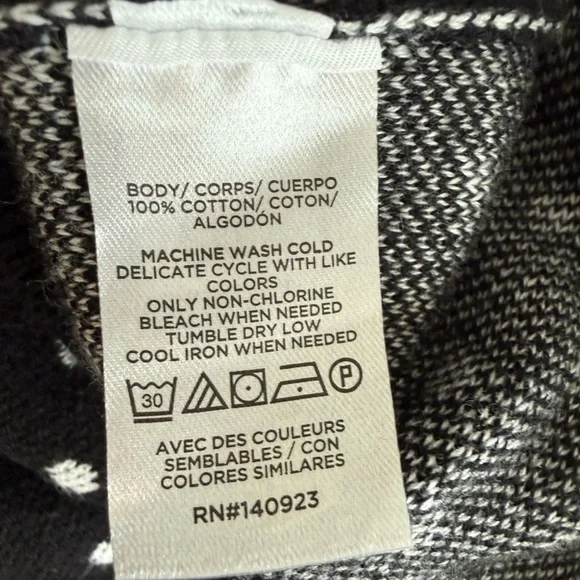 BODY/ CORPS/ CUERPO
100% COTTON/ COTON/
ALGODÓN
MACHINE WASH COLD
DELICATE CYCLE WITH LIKE
COLORS
ONLY NON-CHLORINE
BLEACH WHEN NEEDED
TUMBLE DRY LOW
COOL IRON WHEN NEEDED
30 P
AVEC DES COULEURS
SEMBLABLES / CON
COLORES SIMILARES
RN#140923